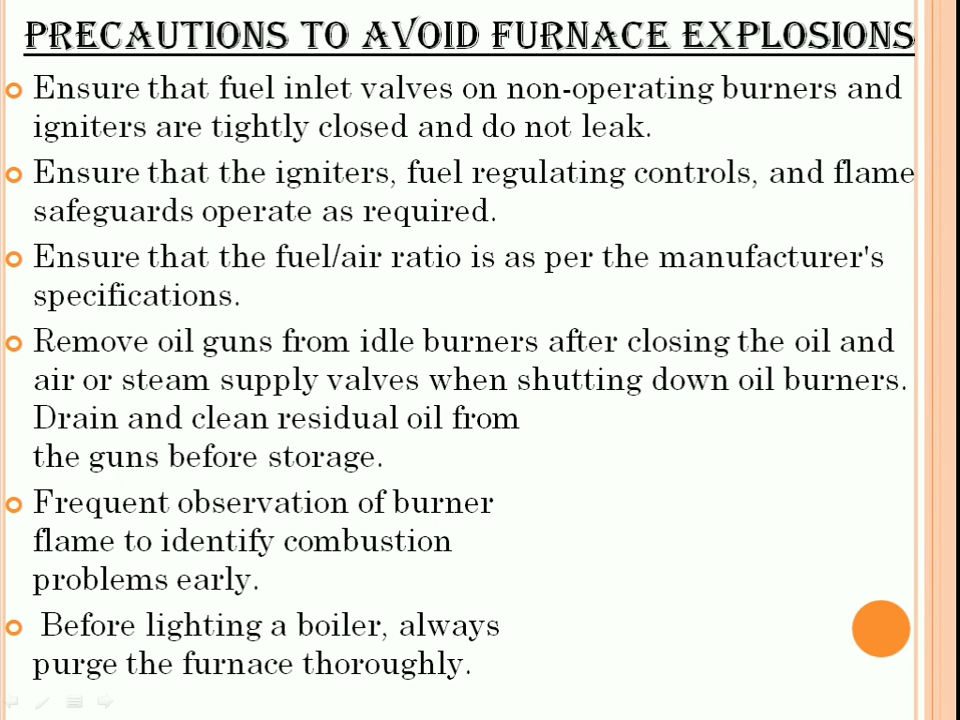 PRECAUTIONS TO AVOID FURNACE EXPLOSIONS
Ensure that fuel inlet valves on non-operating burners and
igniters are tightly closed and do not leak.
Ensure that the igniters, fuel regulating controls, and flame
safeguards operate as required.
Ensure that the fuel/air ratio is as per the manufacturer's
specifications.
Remove oil guns from idle burners after closing the oil and
air or steam supply valves when shutting down oil burners.
Drain and clean residual oil from
the guns before storage.
Frequent observation of burner
flame to identify combustion
problems early.
Before lighting a boiler, always
purge the furnace thoroughly.